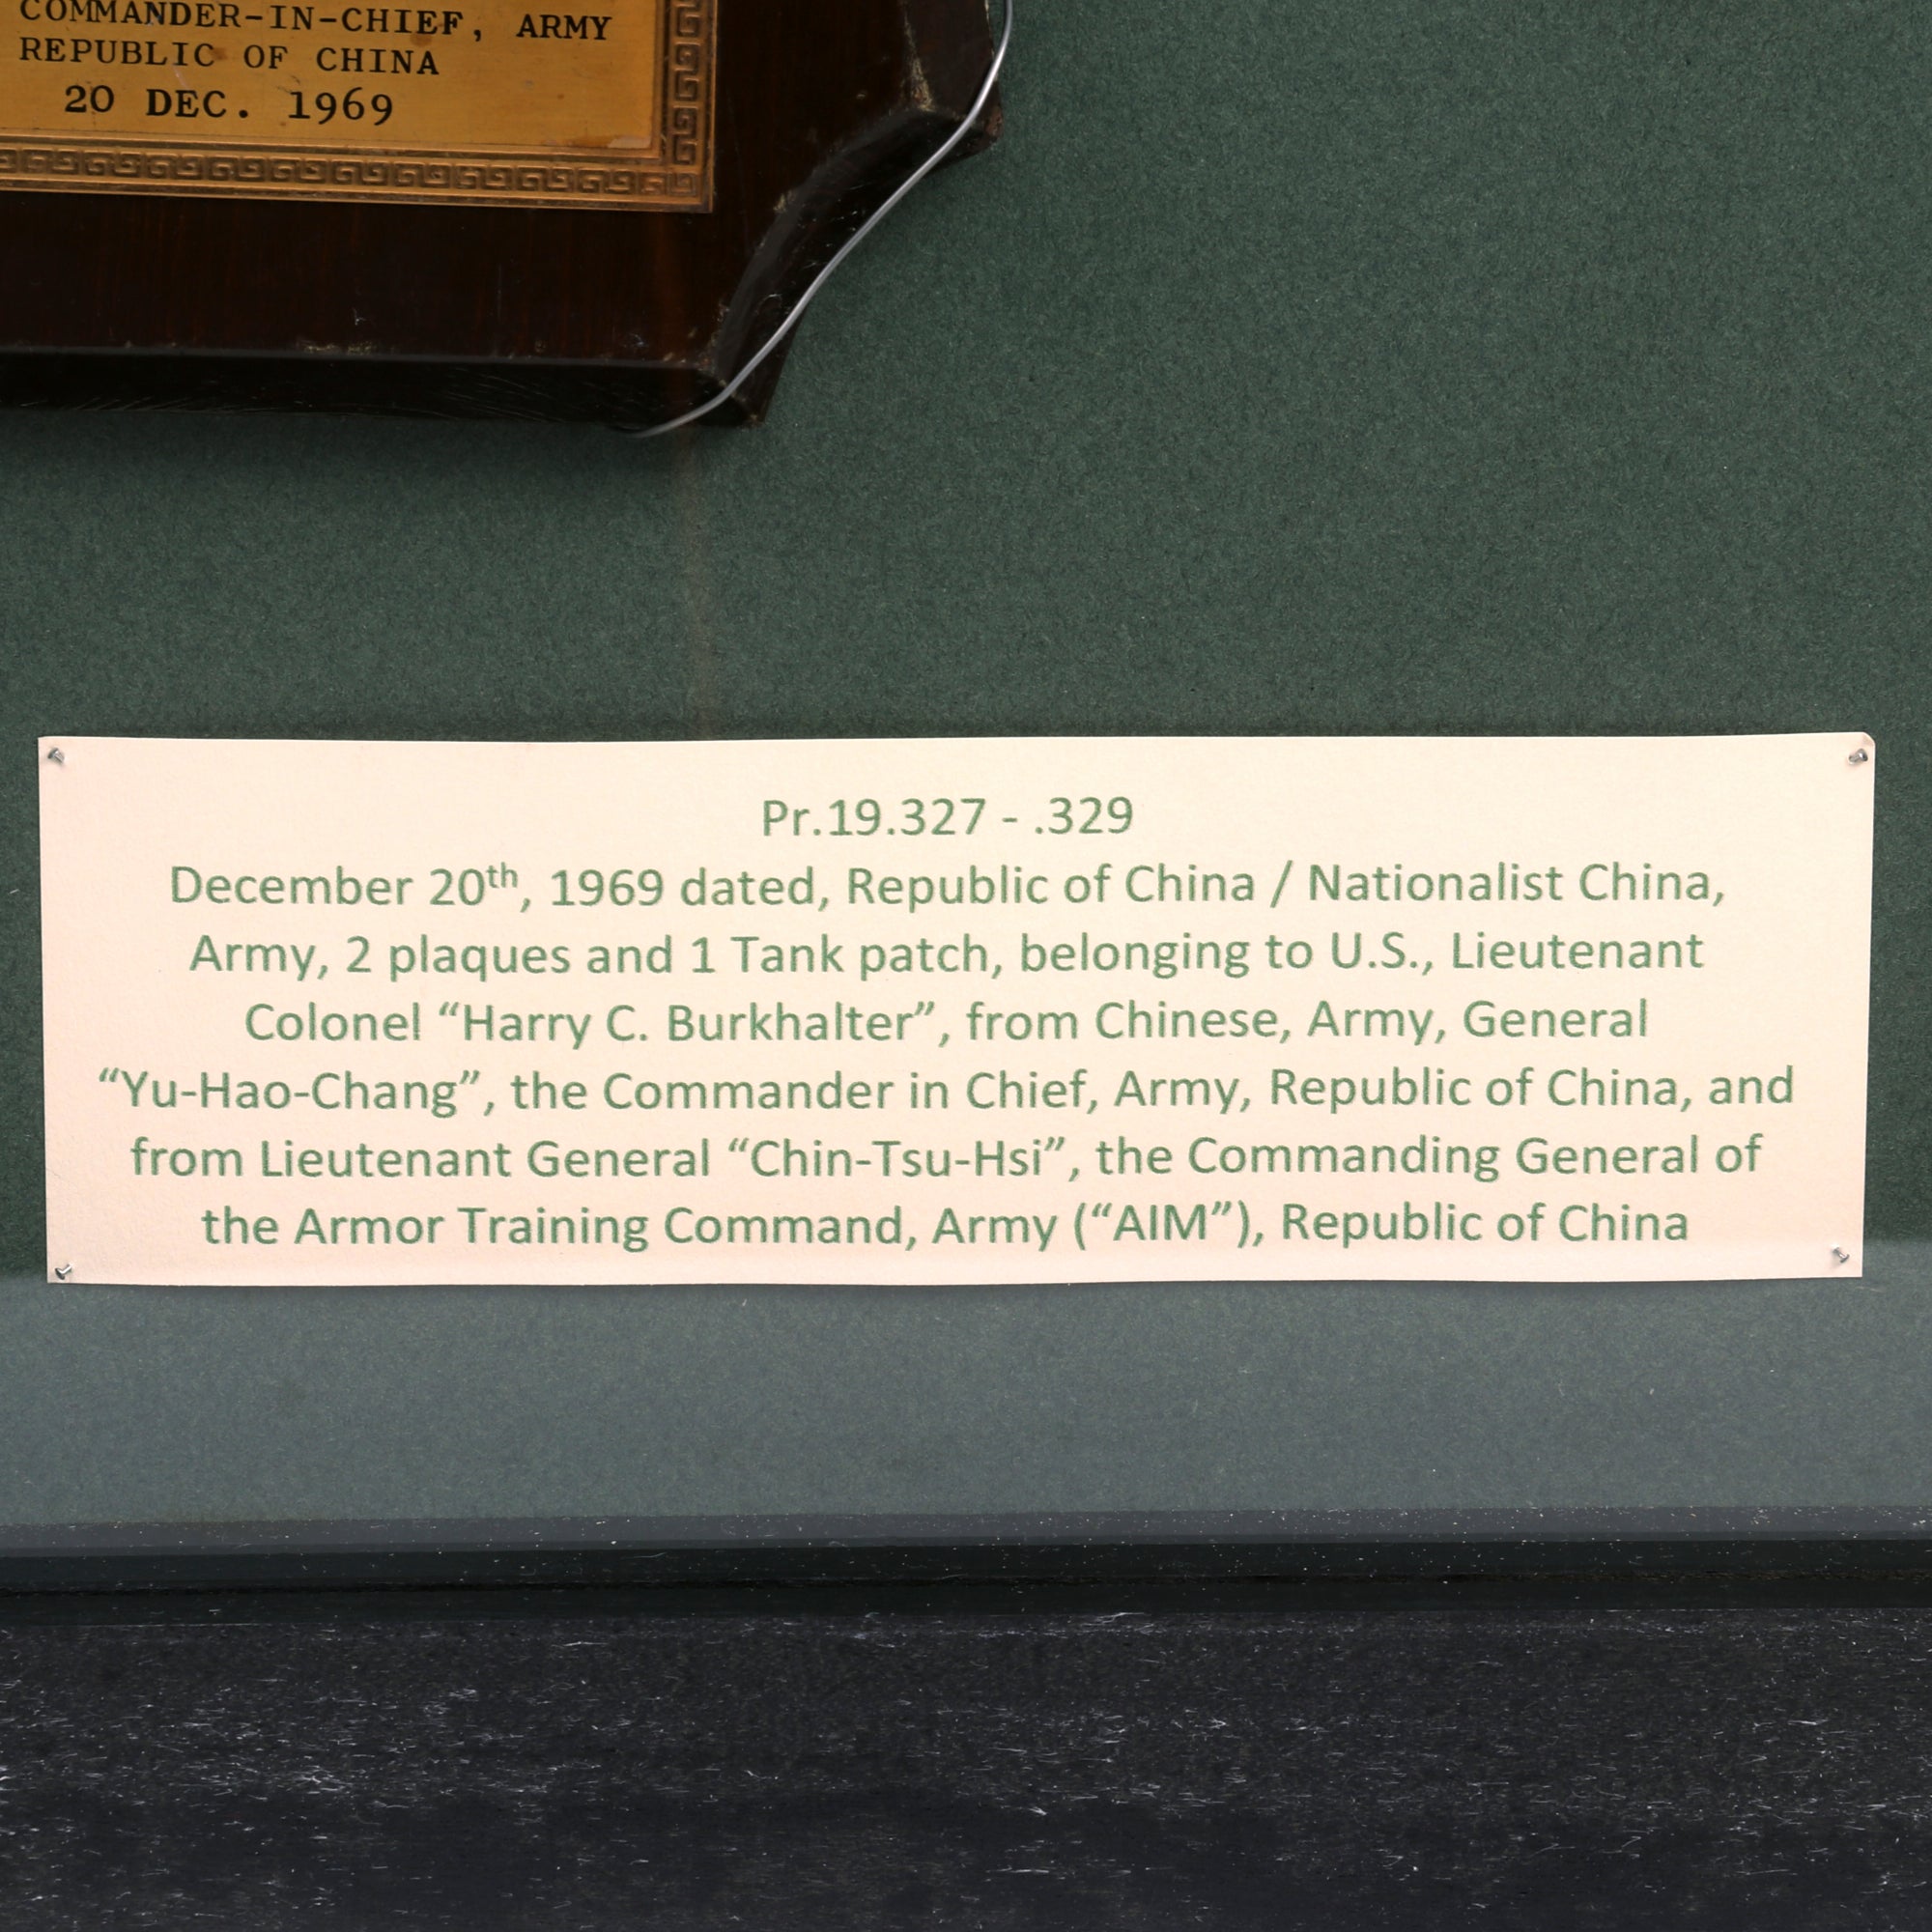 COMMANDER-IN-CHIEF, ARMY
REPUBLIC OF CHINA
20 DEC. 1969
Pr.19.327 - .329
December 20th, 1969 dated, Republic of China / Nationalist China,
Army, 2 plaques and 1 Tank patch, belonging to U.S., Lieutenant
Colonel “Harry C. Burkhalter”, from Chinese, Army, General
“Yu-Hao-Chang”, the Commander in Chief, Army, Republic of China, and
from Lieutenant General “Chin-Tsu-Hsi”, the Commanding General of
the Armor Training Command, Army (“AIM”), Republic of China